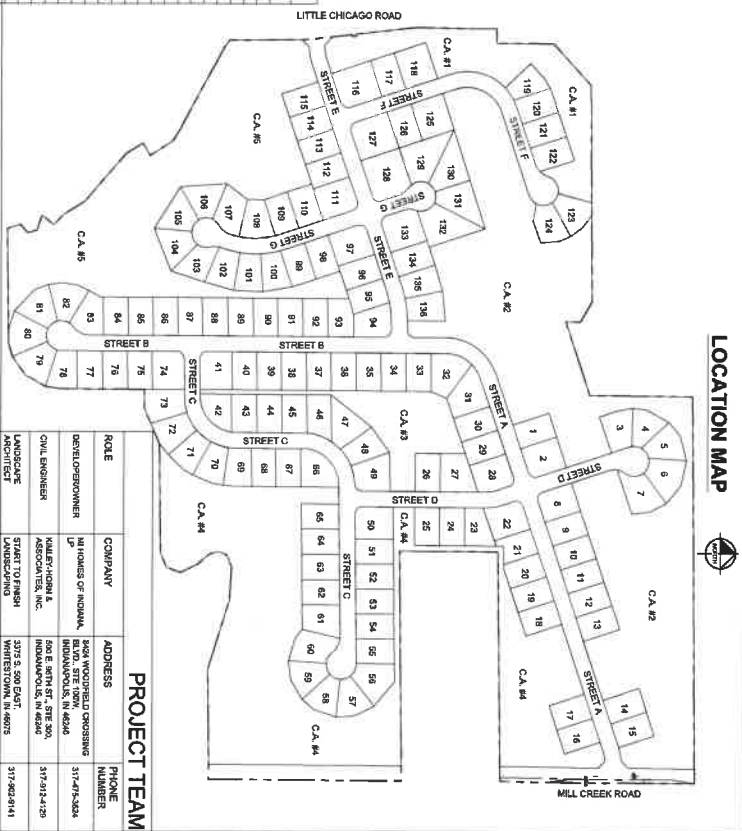 LITTLE CHICAGO ROAD
LOCATION MAP
NORTH
C.A. #1
C.A. #1
118
117
116
119
120
121
122
123
124
STREET F
STREET F
125
126
127
128
129
130
131
132
STREET E
115
114
113
112
111
110
109
108
107
106
105
104
103
102
101
100
99
98
97
96
95
94
STREET G
STREET G
STREET E
133
134
135
136
C.A. #5
C.A. #5
C.A. #2
C.A. #2
93
92
91
90
89
88
87
86
85
84
83
82
81
80
79
78
77
76
75
74
STREET B
STREET B
41
40
39
38
37
36
35
34
33
32
31
30
29
28
STREET A
1
2
3
4
5
6
7
STREET D
8
9
10
11
12
13
14
15
16
17
STREET A
18
19
20
21
22
23
24
25
26
27
C.A. #3
C.A. #4
STREET D
STREET C
42
43
44
45
46
47
48
49
73
72
71
70
69
68
67
66
STREET C
50
51
52
53
54
55
56
57
58
59
60
61
62
63
64
65
STREET C
C.A. #4
C.A. #4
C.A. #4
MILL CREEK ROAD
PROJECT TEAM
ROLE COMPANY ADDRESS PHONE
NUMBER
DEVELOPER/OWNER MI HOMES OF INDIANA,
LP
8424 WOODFIELD CROSSING
BLVD., STE 100W,
INDIANAPOLIS, IN 46240
317-475-3624
CIVIL ENGINEER KIMLEY-HORN &
ASSOCIATES, INC.
500 E. 96TH ST., STE 300,
INDIANAPOLIS, IN 46240
317-912-4129
LANDSCAPE
ARCHITECT
START TO FINISH
LANDSCAPING
3375 S. 500 EAST,
WHITESTOWN, IN 46075
317-902-9141